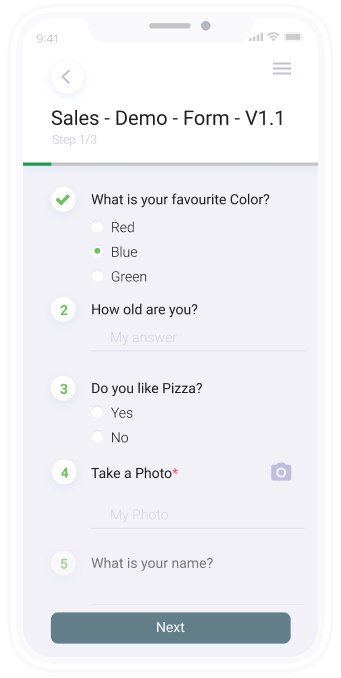 9:41
Sales - Demo - Form - V1.1
Step 1/3
What is your favourite Color?
Red
Blue
Green
2 How old are you?
My answer
3 Do you like Pizza?
Yes
No
4 Take a Photo*
My Photo
5 What is your name?
Next